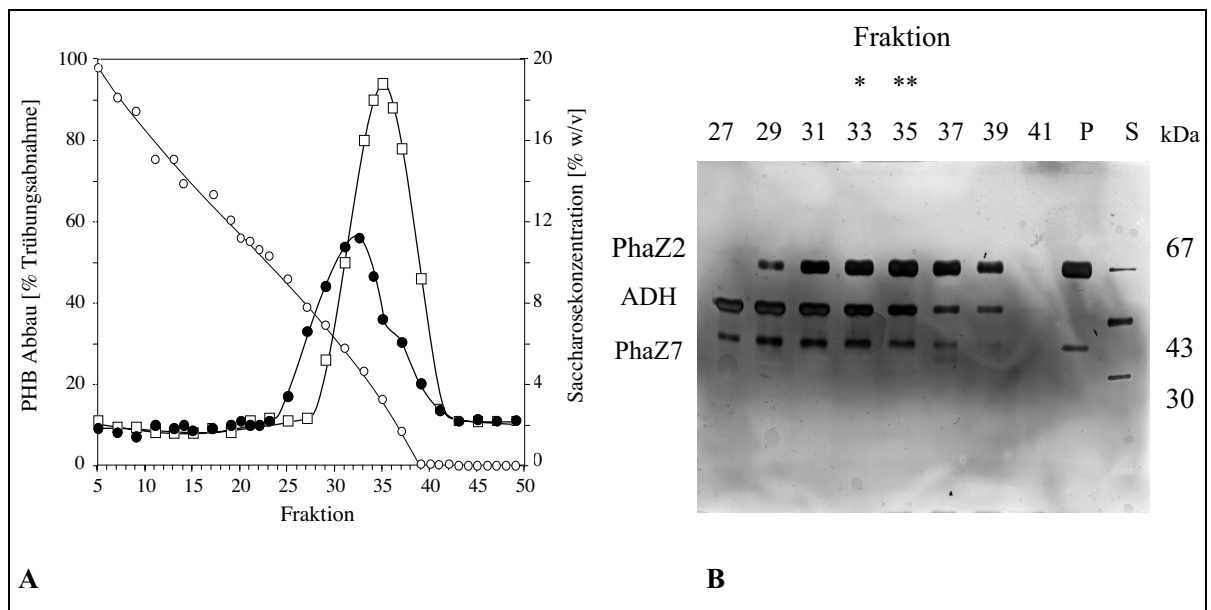 PHB Abbau [% Trübungsabnahme]
100
80
60
40
20
0
5
10
15
20
25
30
35
40
45
50
Fraktion
20
16
12
8
4
0
Saccharosekonzentration [% w/v]
A
Fraktion
* **
27 29 31 33 35 37 39 41 P S kDa
PhaZ2
ADH
PhaZ7
67
43
30
B